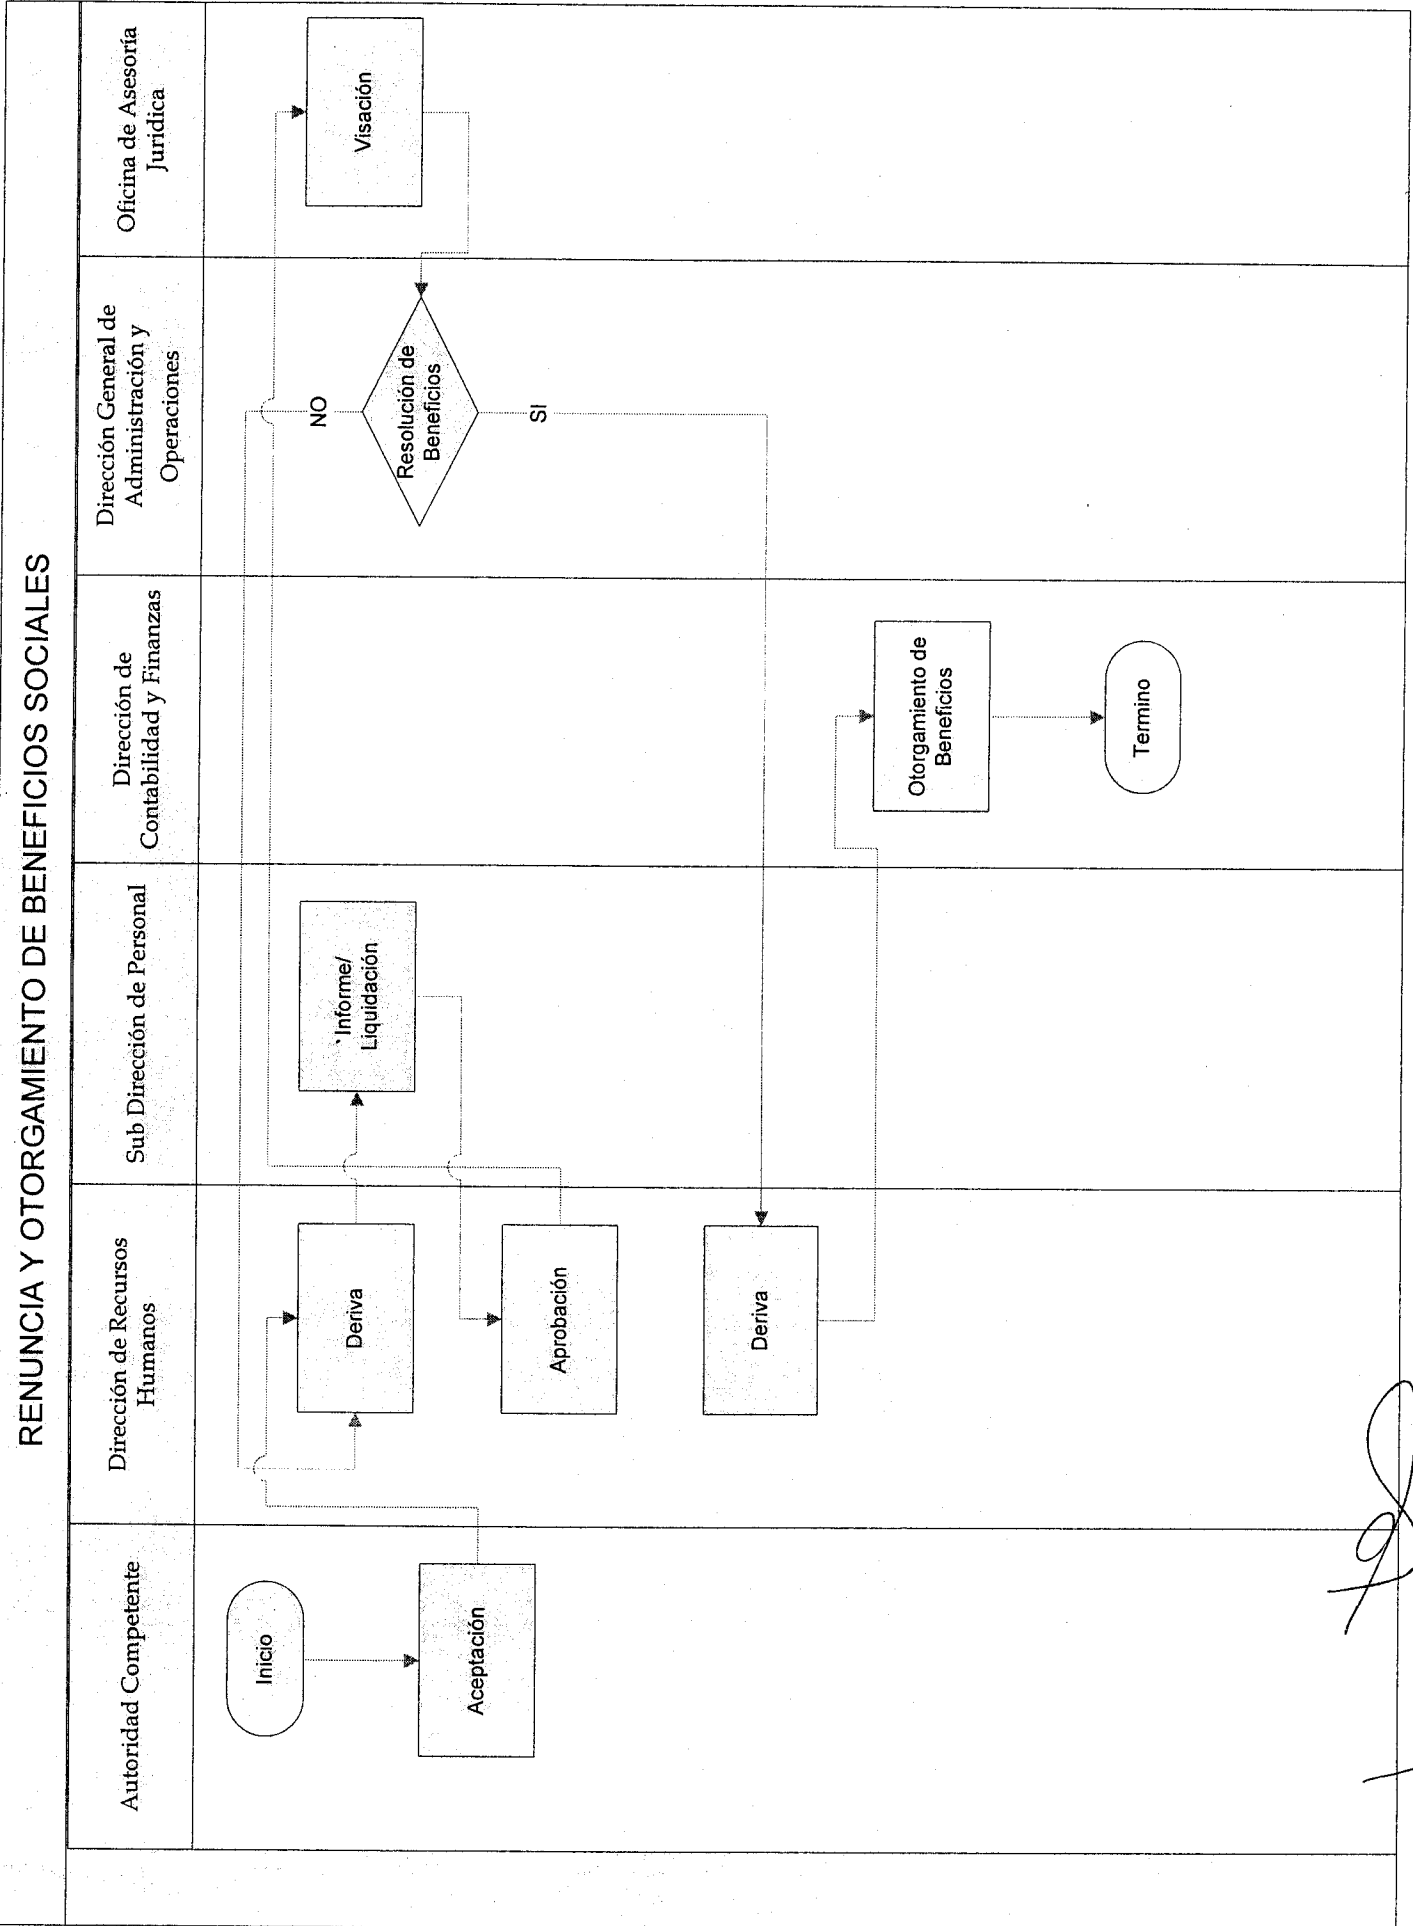 RENUNCIA Y OTORGAMIENTO DE BENEFICIOS SOCIALES
Autoridad Competente
Dirección de Recursos
Humanos
Sub Dirección de Personal
Dirección de
Contabilidad y Finanzas
Dirección General de
Administración y
Operaciones
Oficina de Asesoría
Juridica
Inicio
Aceptación
Deriva
Aprobación
Deriva
`Informe/
Liquidación
Otorgamiento de
Beneficios
Termino
NO
Resolución de
Beneficios
SI
Visación